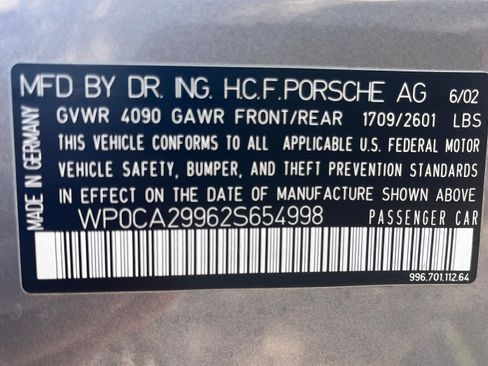 MFD BY DR. ING. H.C.F. PORSCHE AG 6/02
GVWR 4090 GAWR FRONT/REAR 1709/2601 LBS
THIS VEHICLE CONFORMS TO ALL APPLICABLE U.S. FEDERAL MOTOR
VEHICLE SAFETY, BUMPER, AND THEFT PREVENTION STANDARDS
IN EFFECT ON THE DATE OF MANUFACTURE SHOWN ABOVE
WP0CA29962S654998 PASSENGER CAR
996.701.112.64
MADE IN GERMANY